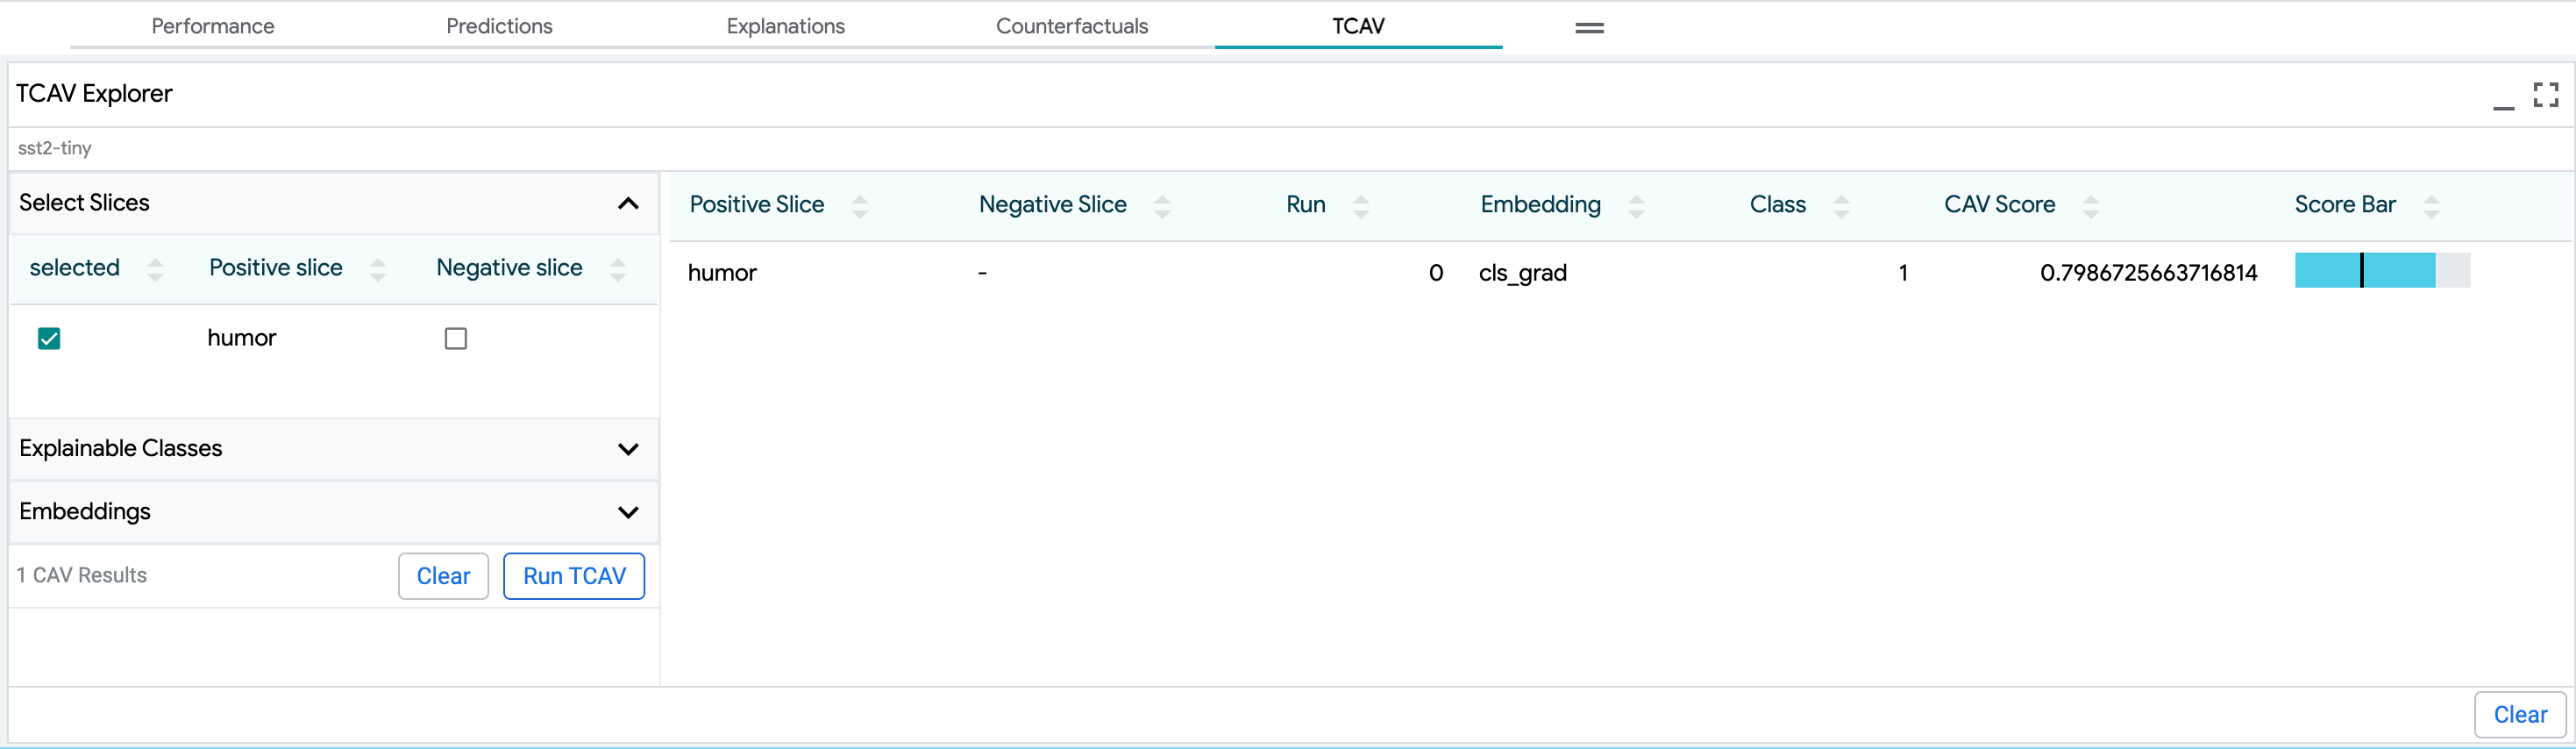 Performance Predictions Explanations Counterfactuals TCAV
TCAV Explorer
sst2-tiny
Select Slices
selected Positive slice Negative slice
humor
Explainable Classes
Embeddings
1 CAV Results Clear Run TCAV
Positive Slice Negative Slice Run Embedding Class CAV Score Score Bar
humor - 0 cls_grad 1 0.7986725663716814
Clear